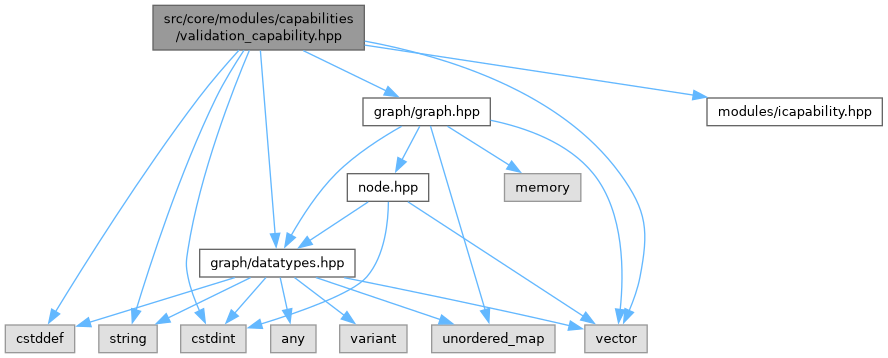 src/core/modules/capabilities
/validation_capability.hpp
graph/graph.hpp
modules/icapability.hpp
node.hpp
memory
graph/datatypes.hpp
cstddef
string
cstdint
any
variant
unordered_map
vector